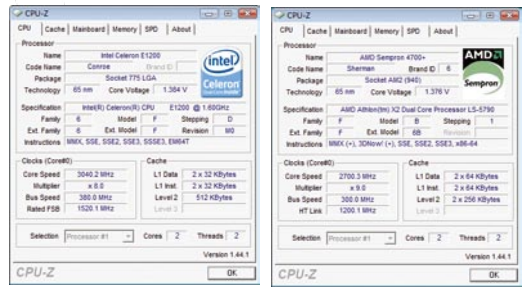 CPU-Z
CPU Cache Mainboard Memory SPD About
Processor
Name Intel Celeron E1200
Code Name Conroe Brand ID
Package Socket 775 LGA
Technology 65 nm Core Voltage 1.384 V
intel
Celeron
Specification Intel(R) Celeron(R) CPU E1200 @ 1.60GHz
Family 6 Model F Stepping D
Ext. Family 6 Ext. Model F Revision M0
Instructions MMX, SSE, SSE2, SSE3, SSSE3, EM64T
Clocks (Core#0)
Core Speed 3040.2 MHz
Multiplier x 8.0
Bus Speed 380.0 MHz
Rated FSB 1520.1 MHz
Cache
L1 Data 2 x 32 KBytes
L1 Inst. 2 x 32 KBytes
Level 2 512 KBytes
Level 3
Selection Processor #1 Cores 2 Threads 2
Version 1.44.1
CPU-Z OK
CPU-Z
CPU Cache Mainboard Memory SPD About
Processor
Name AMD Sempron 4700+
Code Name Sherman Brand ID 6
Package Socket AM2 (940)
Technology 65 nm Core Voltage 1.376 V
AMD
Sempron
Specification AMD Athlon(tm) X2 Dual Core Processor LS-5790
Family F Model B Stepping 1
Ext. Family F Ext. Model 6B Revision
Instructions MMX (+), 3DNow! (+), SSE, SSE2, SSE3, x86-64
Clocks (Core#0)
Core Speed 2700.3 MHz
Multiplier x 9.0
Bus Speed 300.0 MHz
HT Link 1200.1 MHz
Cache
L1 Data 2 x 64 KBytes
L1 Inst. 2 x 64 KBytes
Level 2 2 x 256 KBytes
Level 3
Selection Processor #1 Cores 2 Threads 2
Version 1.44.1
CPU-Z OK